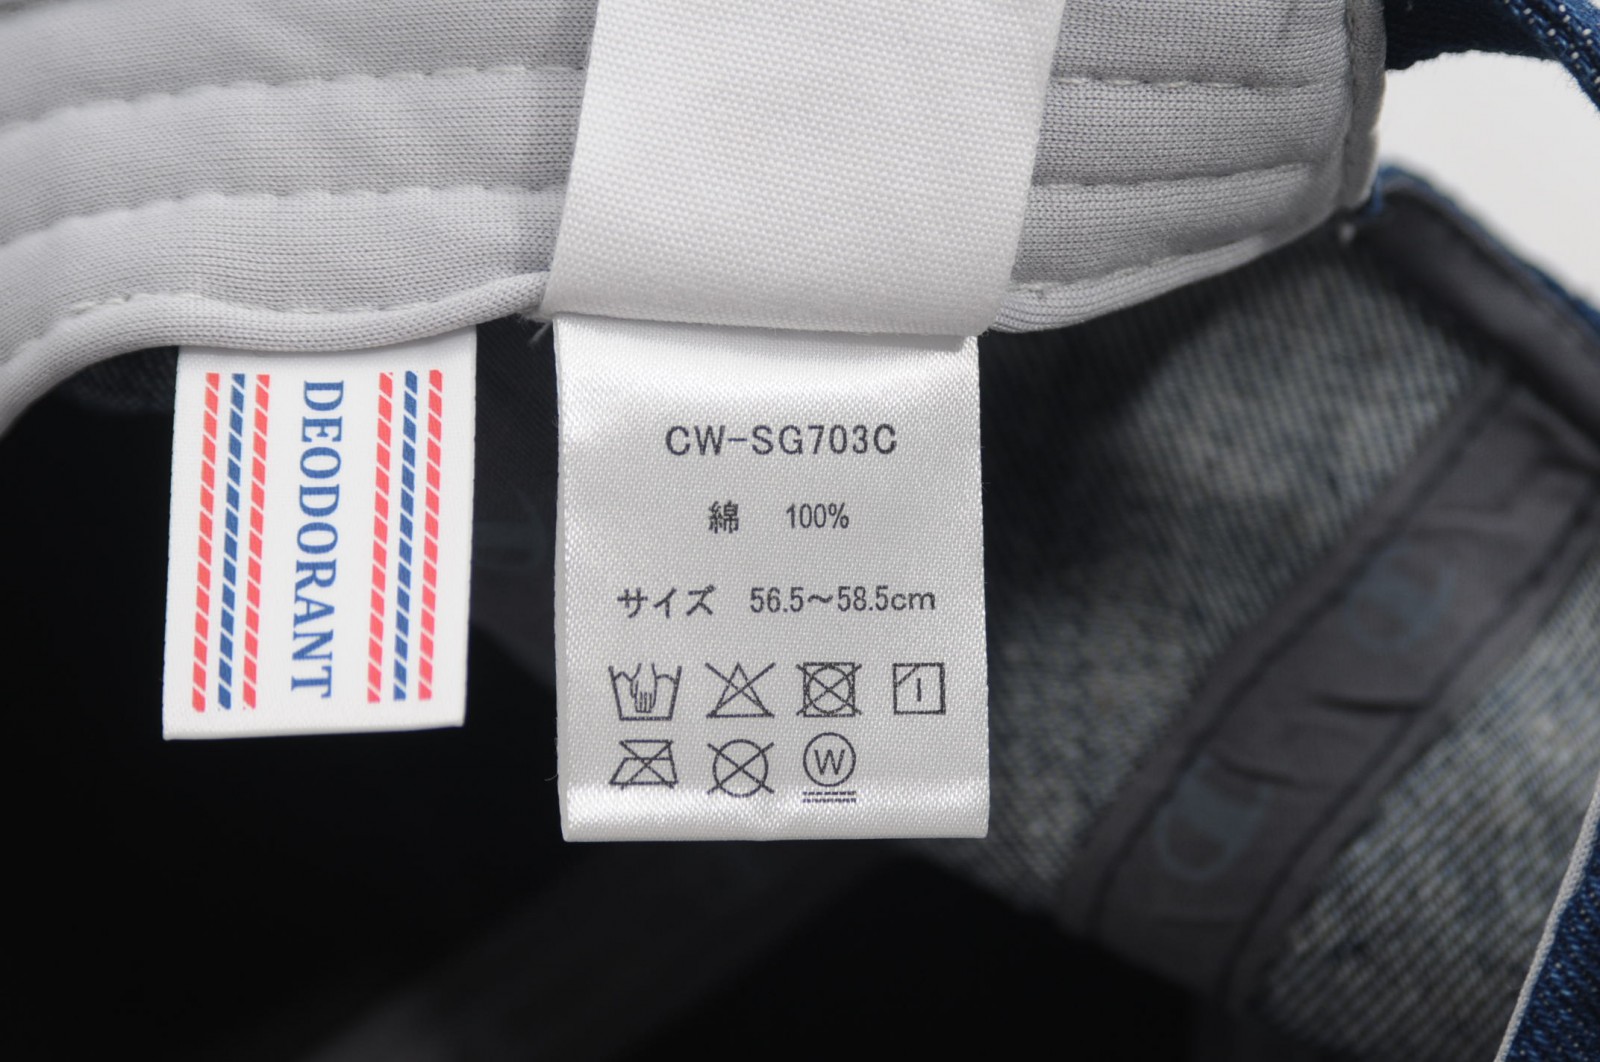 DEODORANT
CW-SG703C
綿 100%
サイズ 56.5~58.5cm
W